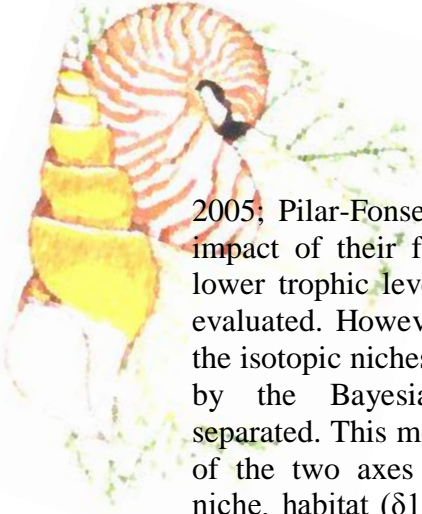 2005; Pilar-Fonse
impact of their f
lower trophic leve
evaluated. Howev
the isotopic niches
by the Bayesia
separated. This m
of the two axes
niche, habitat (δ1